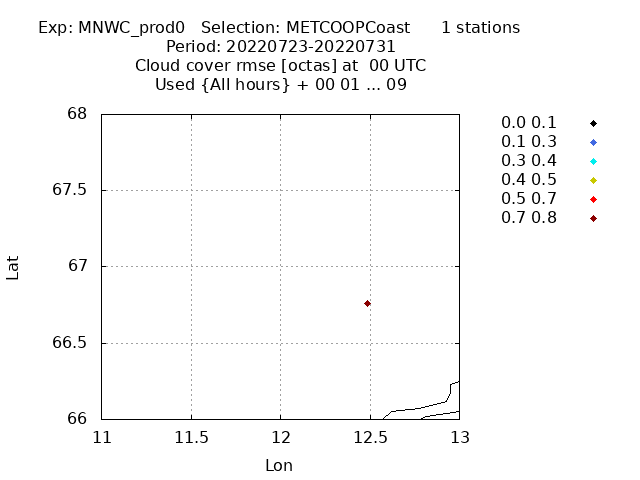 Exp: MNWC_prod0   Selection: METCOOPCoast      1 stations
Period: 20220723-20220731
Cloud cover rmse [octas] at  00 UTC
Used {All hours} + 00 01 ... 09
0.0 0.1
0.1 0.3
0.3 0.4
0.4 0.5
0.5 0.7
0.7 0.8
68
67.5
67
66.5
66
Lat
11 11.5 12 12.5 13
Lon